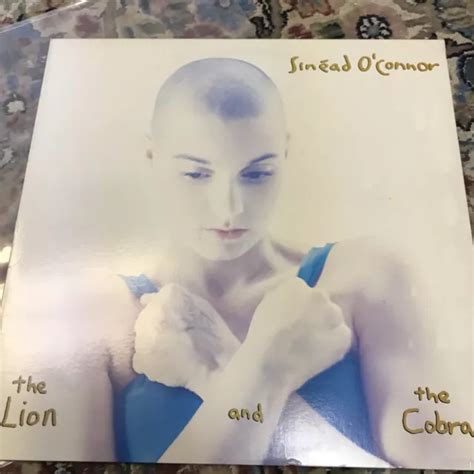 Sinéad O'Connor
the Lion and the Cobra